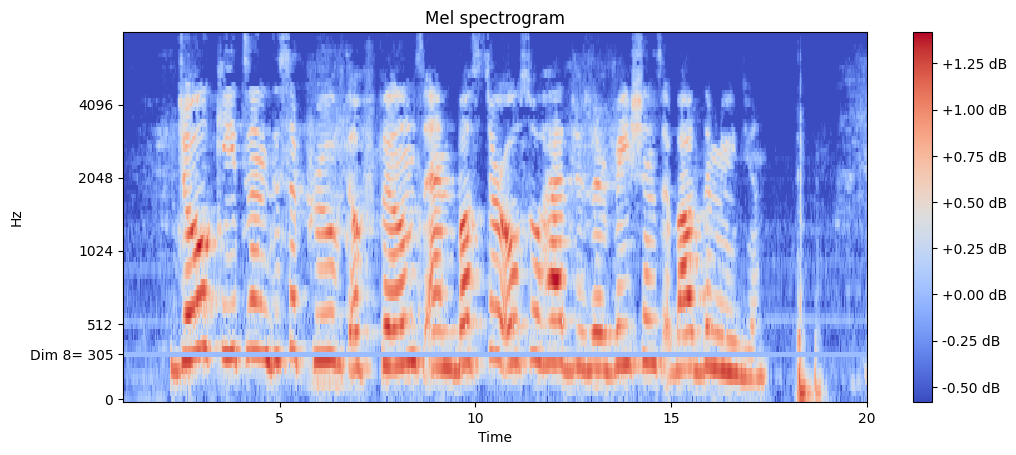 Mel spectrogram
Hz
4096
2048
1024
512
Dim 8= 305
0
5
10
15
20
Time
+1.25 dB
+1.00 dB
+0.75 dB
+0.50 dB
+0.25 dB
+0.00 dB
-0.25 dB
-0.50 dB